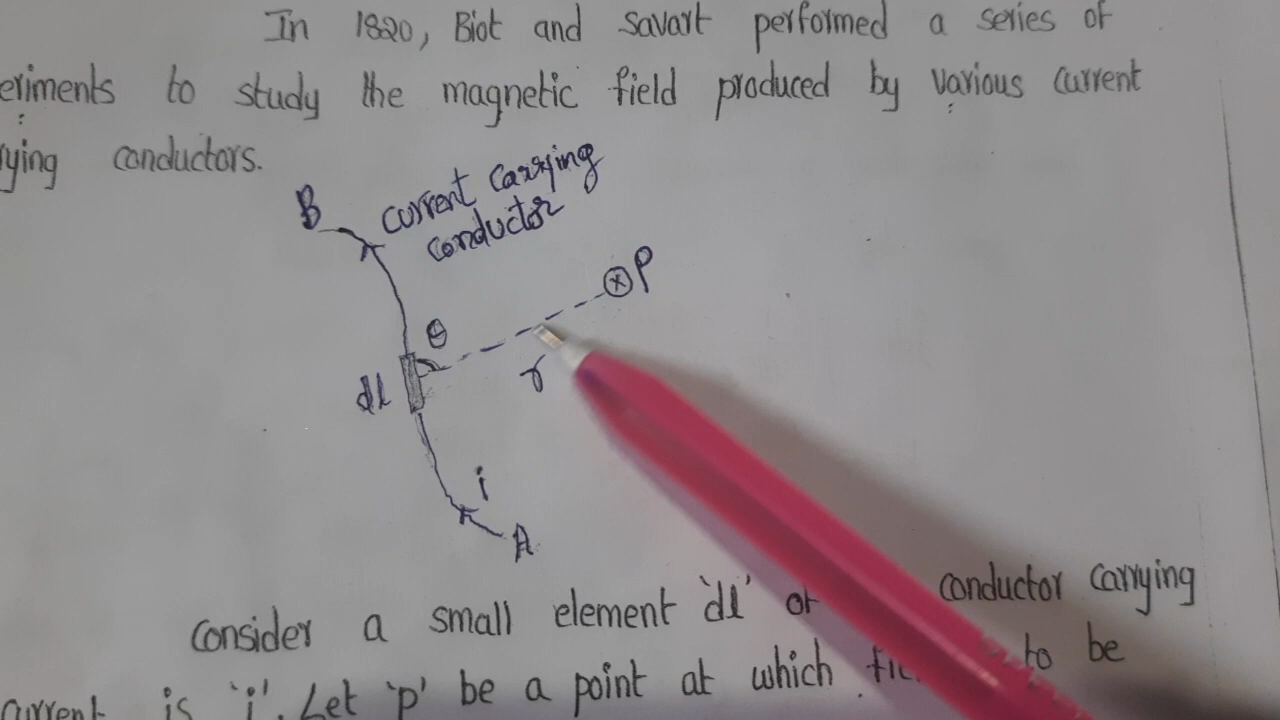 In 1820, Biot and Savart performed a series of
eriments to study the magnetic field produced by various current
rying conductors.
B
current carrying
conductor
P
θ
dl
r
i
A
consider a small element 'dl' of conductor carrying
current is 'i'. Let 'p' be a point at which to be